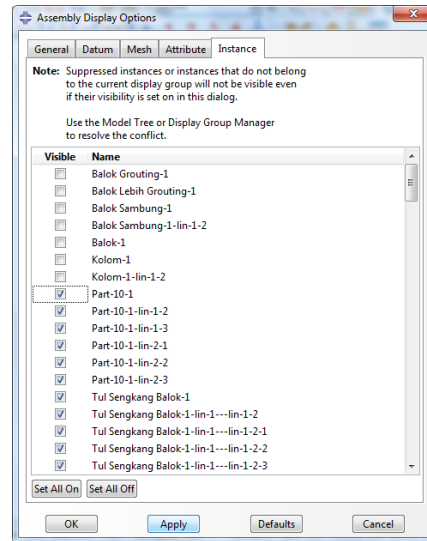 Assembly Display Options
General Datum Mesh Attribute Instance
Note: Suppressed instances or instances that do not belong
to the current display group will not be visible even
if their visibility is set on in this dialog.
Use the Model Tree or Display Group Manager
to resolve the conflict.
Visible Name
Balok Grouting-1
Balok Lebih Grouting-1
Balok Sambung-1
Balok Sambung-1-lin-1-2
Balok-1
Kolom-1
Kolom-1-lin-1-2
Part-10-1
Part-10-1-lin-1-2
Part-10-1-lin-1-3
Part-10-1-lin-2-1
Part-10-1-lin-2-2
Part-10-1-lin-2-3
Tul Sengkang Balok-1
Tul Sengkang Balok-1-lin-1---lin-1-2
Tul Sengkang Balok-1-lin-1---lin-1-2-1
Tul Sengkang Balok-1-lin-1---lin-1-2-2
Tul Sengkang Balok-1-lin-1---lin-1-2-3
Set All On Set All Off
OK Apply Defaults Cancel